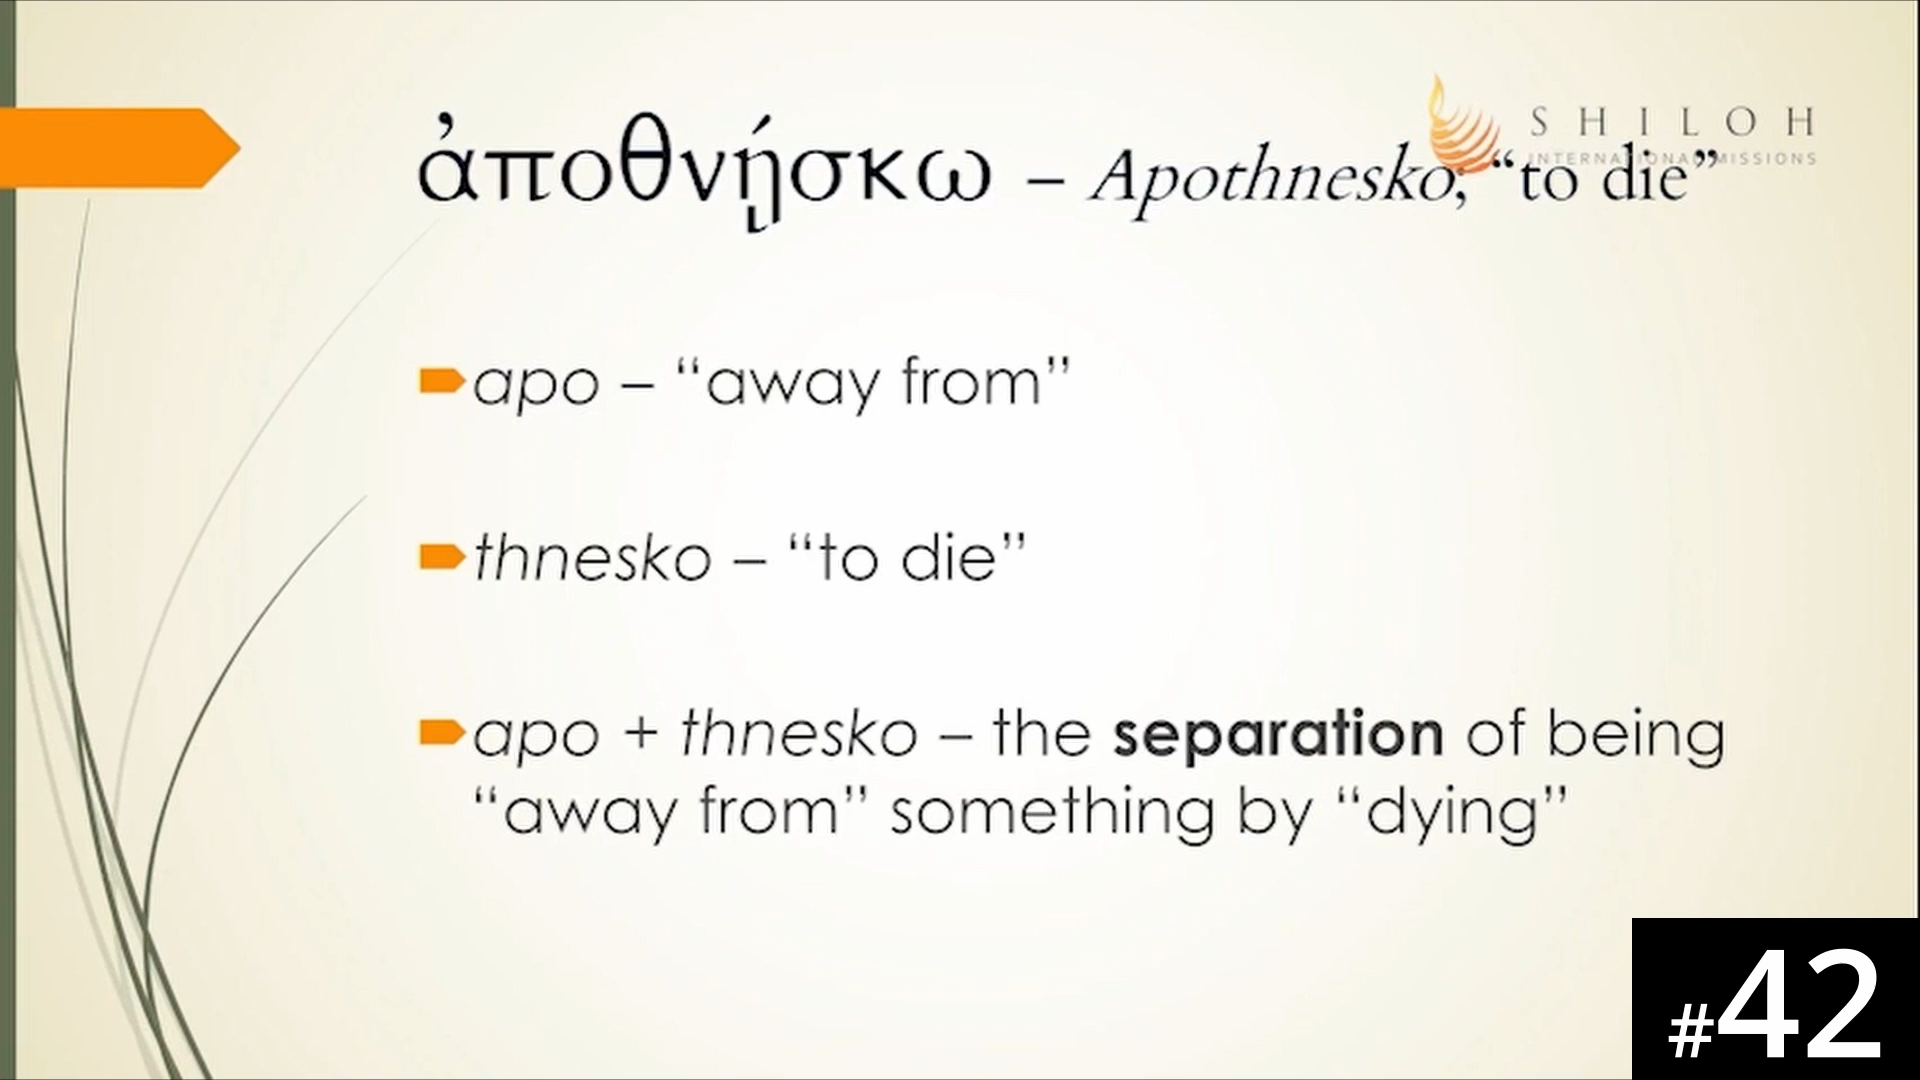 SHILOH
INTERNATIONAL MISSIONS
ἀποθνῄσκω – Apothnesko, “to die”
apo – “away from”
thnesko – “to die”
apo + thnesko – the separation of being
“away from” something by “dying”
#42